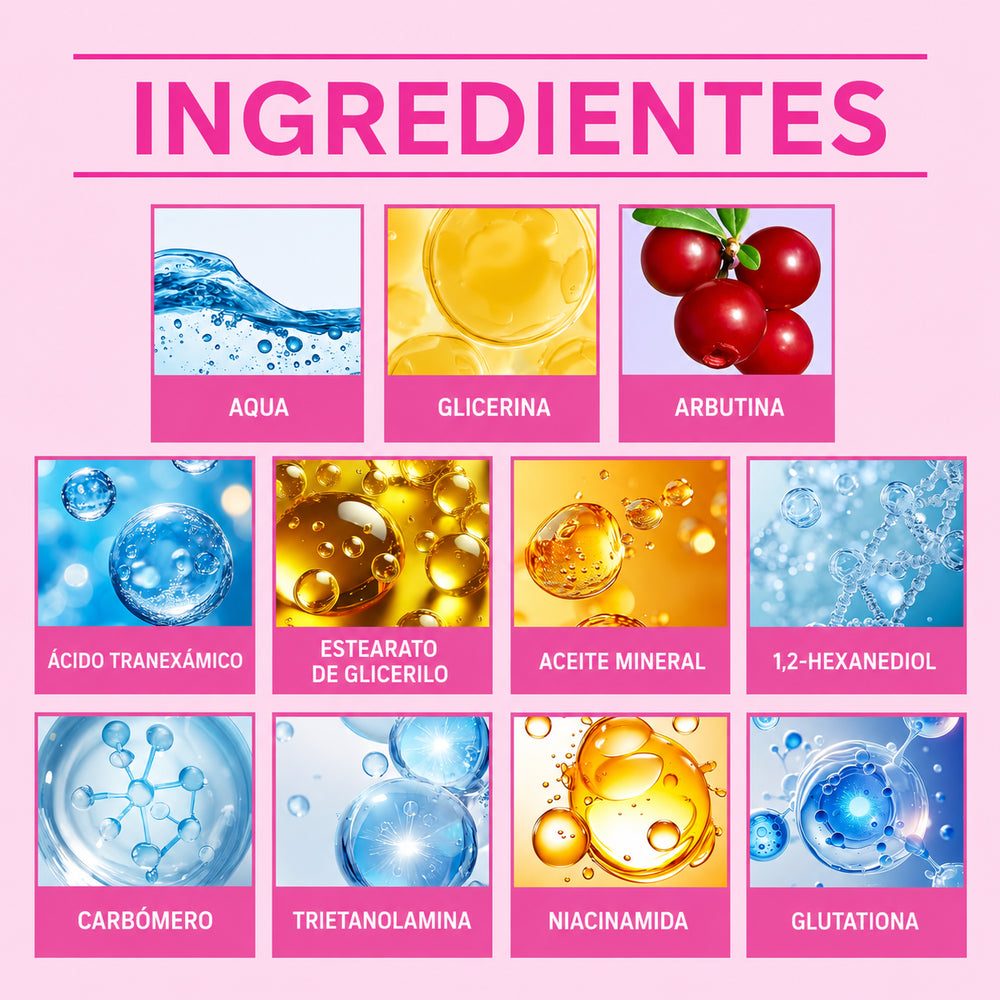 INGREDIENTES
AQUA
GLICERINA
ARBUTINA
ÁCIDO TRANEXÁMICO
ESTEARATO
DE GLICERILO
ACEITE MINERAL
1,2-HEXANEDIOL
CARBÓMERO
TRIETANOLAMINA
NIACINAMIDA
GLUTATIONA